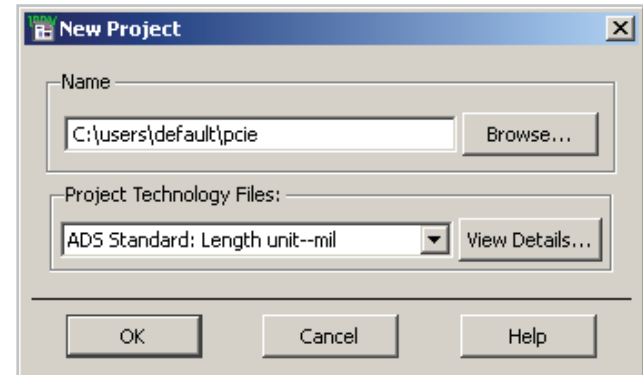 New Project
Name
C:\users\default\pcie
Browse...
Project Technology Files:
ADS Standard: Length unit--mil
View Details...
OK
Cancel
Help